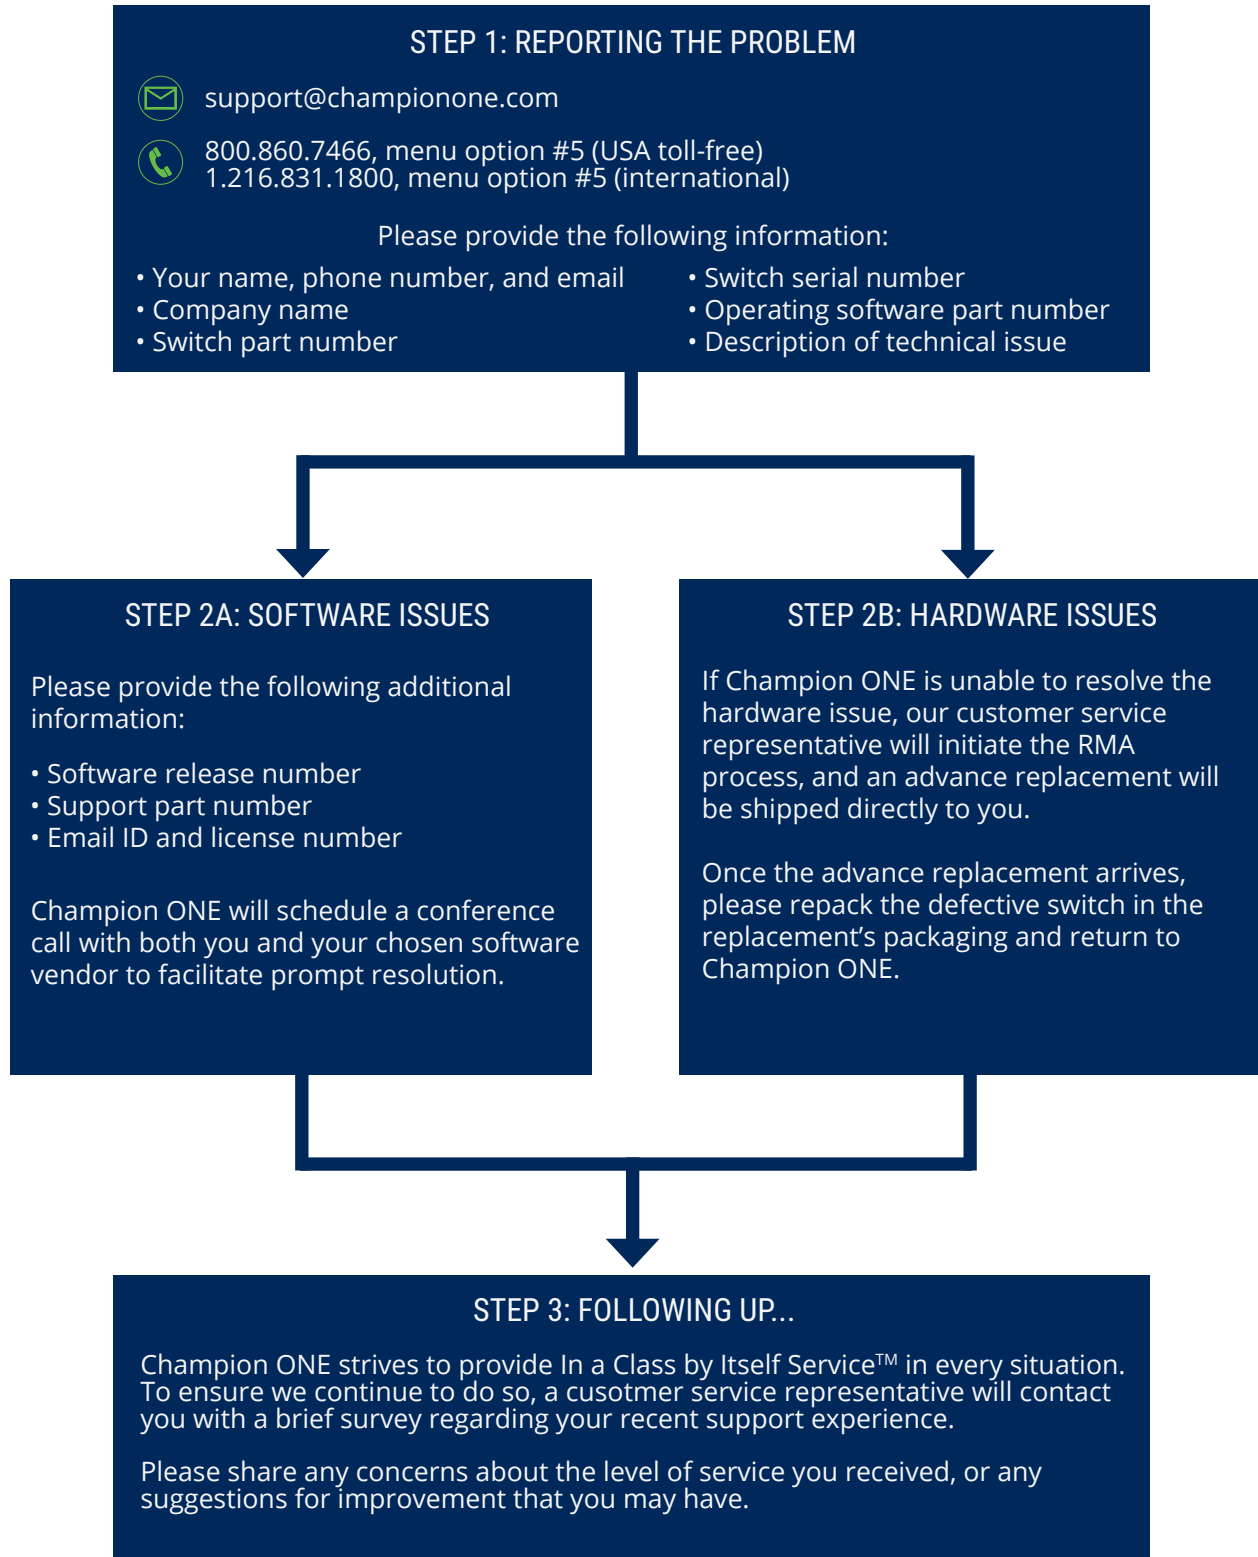 STEP 1: REPORTING THE PROBLEM
support@championone.com
800.860.7466, menu option #5 (USA toll-free)
1.216.831.1800, menu option #5 (international)
Please provide the following information:
• Your name, phone number, and email
• Company name
• Switch part number
• Switch serial number
• Operating software part number
• Description of technical issue
STEP 2A: SOFTWARE ISSUES
Please provide the following additional
information:
• Software release number
• Support part number
• Email ID and license number
Champion ONE will schedule a conference
call with both you and your chosen software
vendor to facilitate prompt resolution.
STEP 2B: HARDWARE ISSUES
If Champion ONE is unable to resolve the
hardware issue, our customer service
representative will initiate the RMA
process, and an advance replacement will
be shipped directly to you.
Once the advance replacement arrives,
please repack the defective switch in the
replacement’s packaging and return to
Champion ONE.
STEP 3: FOLLOWING UP...
Champion ONE strives to provide In a Class by Itself Service™ in every situation.
To ensure we continue to do so, a cusotmer service representative will contact
you with a brief survey regarding your recent support experience.
Please share any concerns about the level of service you received, or any
suggestions for improvement that you may have.